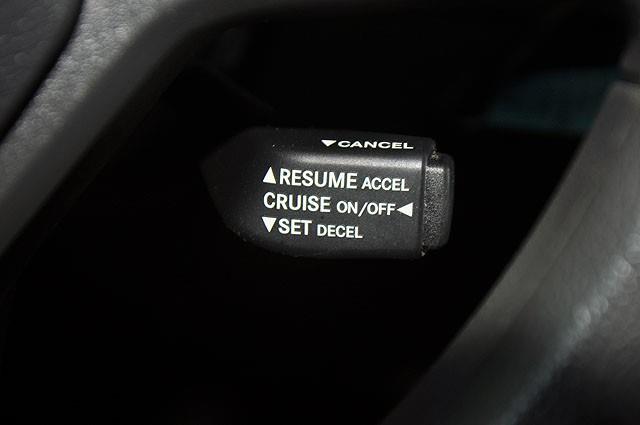 ▼CANCEL
▲RESUME ACCEL
CRUISE ON/OFF◀
▼SET DECEL